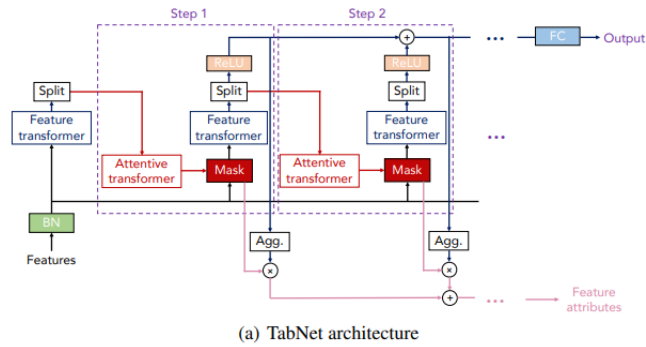 Step 1
Step 2
FC
Output
ReLU
ReLU
Split
Split
Split
Feature
transformer
Feature
transformer
Feature
transformer
Attentive
transformer
Mask
Attentive
transformer
Mask
BN
Features
Agg.
Agg.
Feature
attributes
(a) TabNet architecture